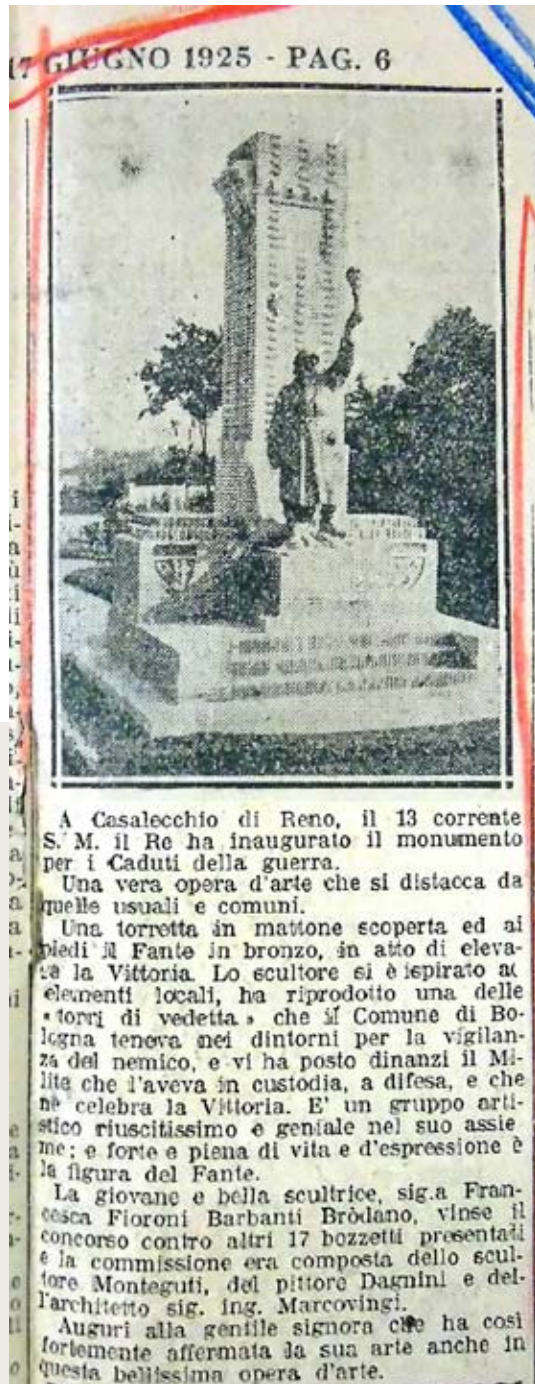 17 GIUGNO 1925 - PAG. 6
A Casalecchio di Reno, il 13 corrente
S. M. il Re ha inaugurato il monumento
per i Caduti della guerra.
Una vera opera d'arte che si distacca da
quelle usuali e comuni.
Una torretta in mattone scoperta ed ai
piedi il Fante in bronzo, in atto di eleva-
re la Vittoria. Lo scultore si è ispirato ad
elementi locali, ha riprodotto una delle
« torri di vedetta » che il Comune di Bo-
logna teneva nei dintorni per la vigilan-
za del nemico, e vi ha posto dinanzi il Mi-
lite che l'aveva in custodia, a difesa, e che
ne celebra la Vittoria. E' un gruppo arti-
stico riuscitissimo e geniale nel suo assie-
me; e forte e piena di vita e d'espressione è
la figura del Fante.
La giovane e bella scultrice, sig.a Fran-
cesca Fioroni Barbanti Bròdano, vinse il
concorso contro altri 17 bozzetti presentati
e la commissione era composta dello scul-
tore Monteguti, del pittore Dagnini e del-
l'architetto sig. ing. Marcovingi.
Auguri alla gentile signora che ha così
fortemente affermata la sua arte anche in
questa bellissima opera d'arte.